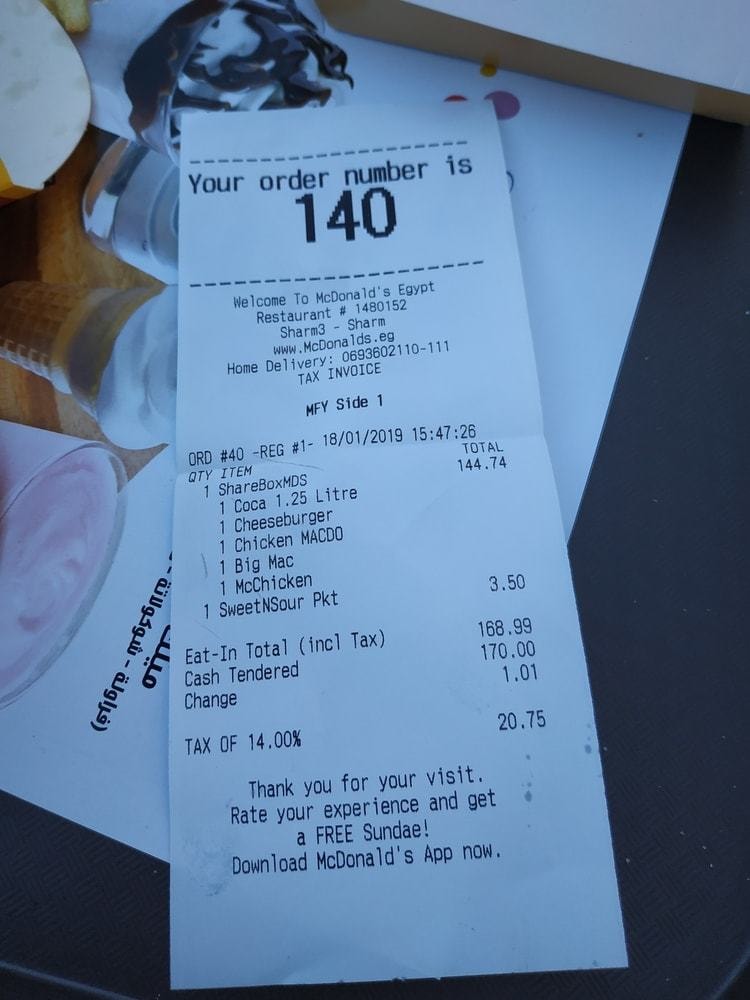 Your order number is
140
Welcome To McDonald's Egypt
Restaurant # 1480152
Sharm3 - Sharm
www.McDonalds.eg
Home Delivery: 0693602110-111
TAX INVOICE
MFY Side 1
ORD #40 -REG #1- 18/01/2019 15:47:26
QTY ITEM TOTAL
1 ShareBoxMDS 144.74
1 Coca 1.25 Litre
1 Cheeseburger
1 Chicken MACDO
1 Big Mac
1 McChicken
1 SweetNSour Pkt 3.50
Eat-In Total (incl Tax) 168.99
Cash Tendered 170.00
Change 1.01
TAX OF 14.00% 20.75
Thank you for your visit.
Rate your experience and get
a FREE Sundae!
Download McDonald's App now.
(فراولة - شوكولاتة -